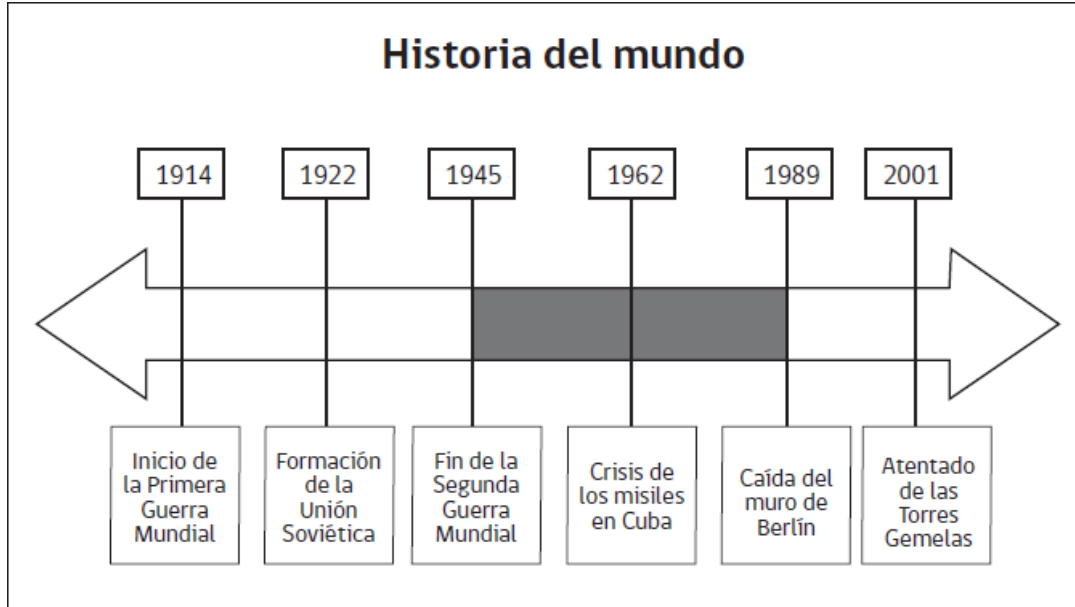 Historia del mundo
1914
1922
1945
1962
1989
2001
Inicio de
la Primera
Guerra
Mundial
Formación
de la
Unión
Soviética
Fin de la
Segunda
Guerra
Mundial
Crisis de
los misiles
en Cuba
Caída del
muro de
Berlín
Atentado
de las
Torres
Gemelas